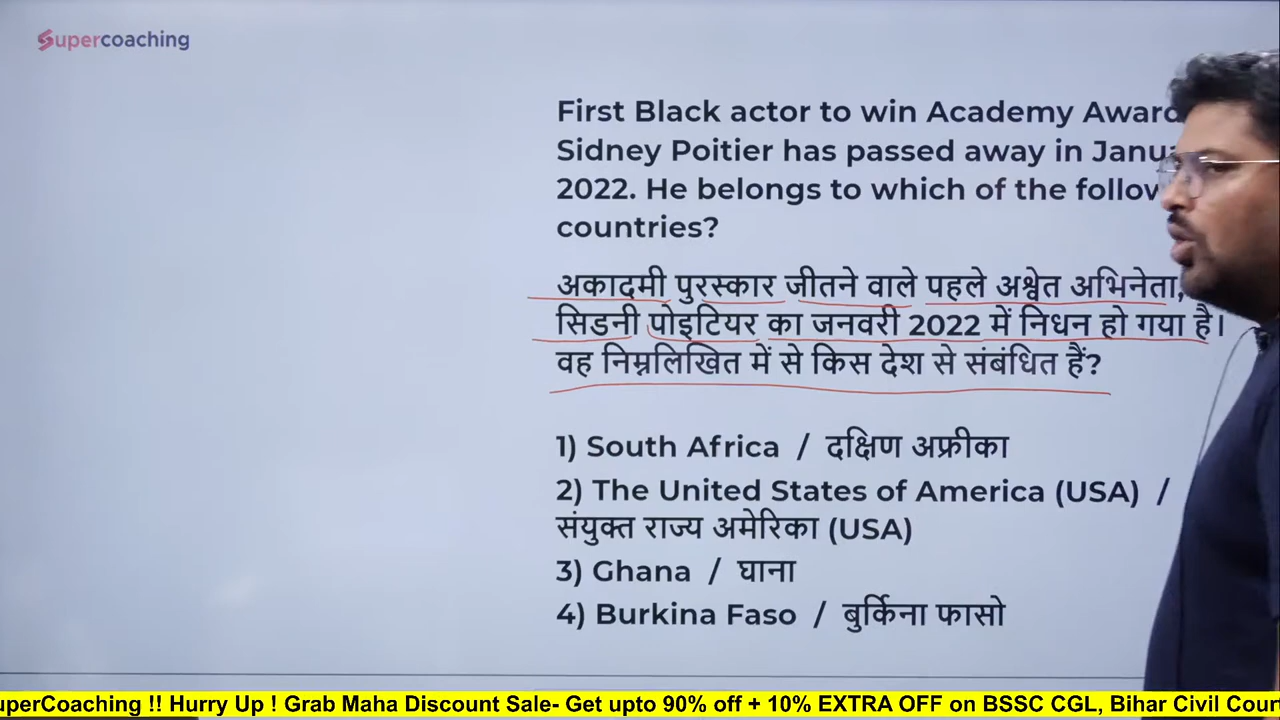 Supercoaching
First Black actor to win Academy Award
Sidney Poitier has passed away in
2022. He belongs to which of the
countries?
अकादमी पुरस्कार जीतने वाले पहले अश्वेत अभिनेता,
सिडनी पोइटियर का जनवरी 2022 में निधन हो गया है।
वह निम्नलिखित में से किस देश से संबंधित हैं?
1) South Africa / दक्षिण अफ्रीका
2) The United States of America (USA) /
संयुक्त राज्य अमेरिका (USA)
3) Ghana / घाना
4) Burkina Faso / बुर्किना फासो
uperCoaching !! Hurry Up ! Grab Maha Discount Sale- Get upto 90% off + 10% EXTRA OFF on BSSC CGL, Bihar Civil